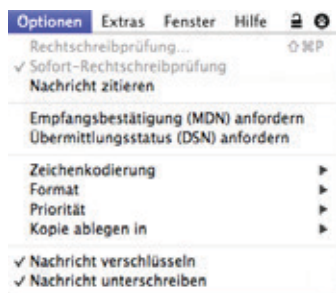 Optionen Extras Fenster Hilfe
Rechtschreibprüfung... ⇧⌘P
✓ Sofort-Rechtschreibprüfung
Nachricht zitieren
Empfangsbestätigung (MDN) anfordern
Übermittlungsstatus (DSN) anfordern
Zeichenkodierung
Format
Priorität
Kopie ablegen in
✓ Nachricht verschlüsseln
✓ Nachricht unterschreiben